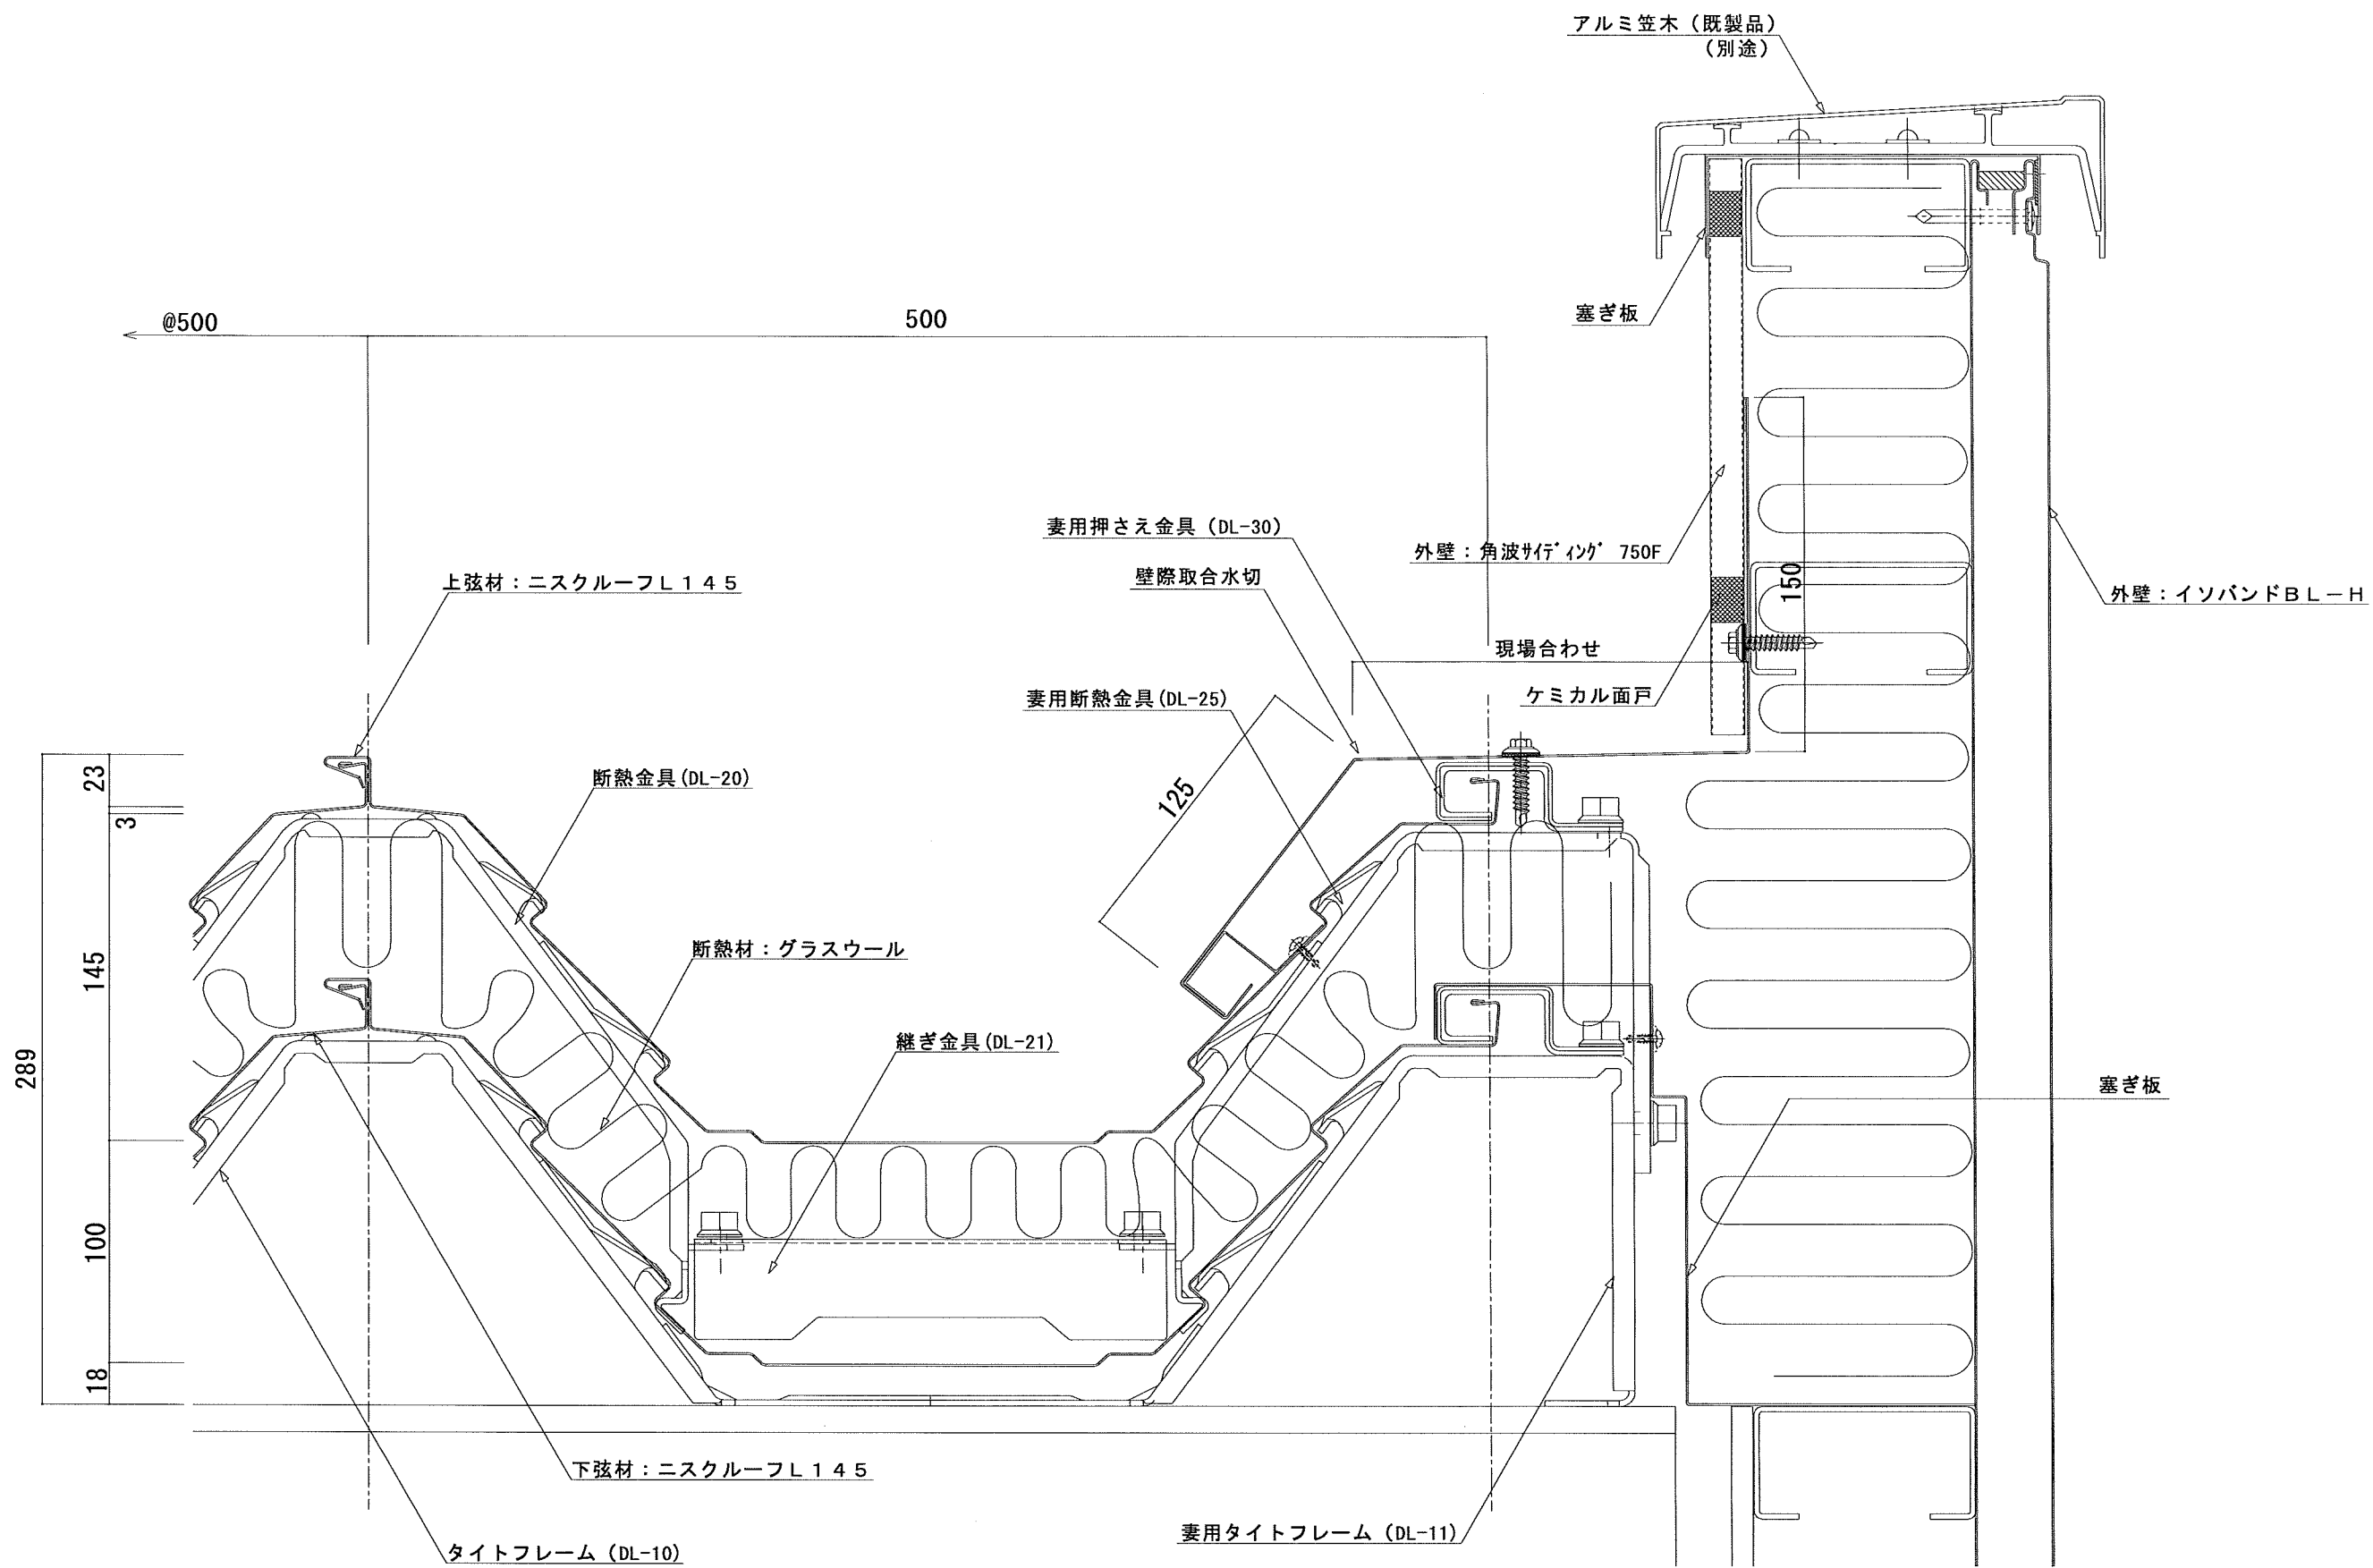 アルミ笠木（既製品）
（別途）
塞ぎ板
@500
500
妻用押さえ金具（DL-30）
外壁：角波ｻｲﾃﾞｨﾝｸﾞ 750F
150
壁際取合水切
上弦材：ニスクルーフＬ１４５
外壁：イソバンドＢＬ－Ｈ
現場合わせ
妻用断熱金具(DL-25)
ケミカル面戸
23
断熱金具(DL-20)
125
3
断熱材：グラスウール
145
継ぎ金具(DL-21)
289
塞ぎ板
100
18
下弦材：ニスクルーフＬ１４５
妻用タイトフレーム（DL-11）
タイトフレーム（DL-10）